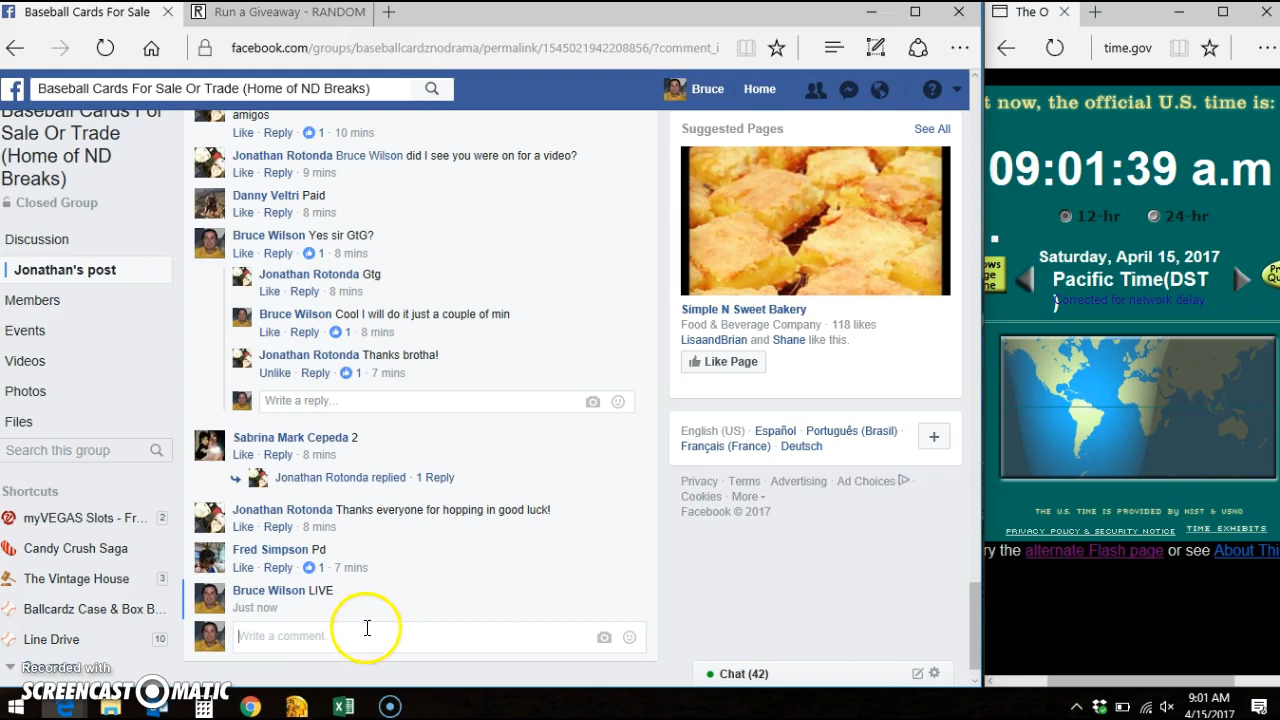 Baseball Cards For Sale
Run a Giveaway - RANDOM
The O
facebook.com/groups/baseballcardznodrama/permalink/1545021942208856/?comment_i
time.gov
Baseball Cards For Sale Or Trade (Home of ND Breaks)
Bruce
Home
Baseball Cards For
Sale Or Trade
(Home of ND
Breaks)
Closed Group
Discussion
Jonathan's post
Members
Events
Videos
Photos
Files
Search this group
Shortcuts
myVEGAS Slots - Fr... 2
Candy Crush Saga
The Vintage House 3
Ballcardz Case & Box B...
Line Drive 10
Recorded with
SCREENCAST MATIC
amigos
Like · Reply · 1 · 10 mins
Jonathan Rotonda Bruce Wilson did I see you were on for a video?
Like · Reply · 9 mins
Danny Veltri Paid
Like · Reply · 8 mins
Bruce Wilson Yes sir GtG?
Like · Reply · 1 · 8 mins
Jonathan Rotonda Gtg
Like · Reply · 8 mins
Bruce Wilson Cool I will do it just a couple of min
Like · Reply · 1 · 8 mins
Jonathan Rotonda Thanks brotha!
Unlike · Reply · 1 · 7 mins
Write a reply...
Sabrina Mark Cepeda 2
Like · Reply · 8 mins
Jonathan Rotonda replied · 1 Reply
Jonathan Rotonda Thanks everyone for hopping in good luck!
Like · Reply · 8 mins
Fred Simpson Pd
Like · Reply · 1 · 7 mins
Bruce Wilson LIVE
Just now
Write a comment.
Suggested Pages
See All
Simple N Sweet Bakery
Food & Beverage Company · 118 likes
LisaandBrian and Shane like this.
Like Page
English (US) · Español · Português (Brasil) ·
Français (France) · Deutsch
Privacy · Terms · Advertising · Ad Choices
Cookies · More
Facebook © 2017
Chat (42)
t now, the official U.S. time is:
09:01:39 a.m
12-hr
24-hr
Saturday, April 15, 2017
Pacific Time(DST
)
Corrected for network delay
ows
ge
ne
THE U.S. TIME IS PROVIDED BY NIST & USNO
PRIVACY POLICY & SECURITY NOTICE
TIME EXHIBITS
ry the alternate Flash page or see About Thi
9:01 AM
4/15/2017